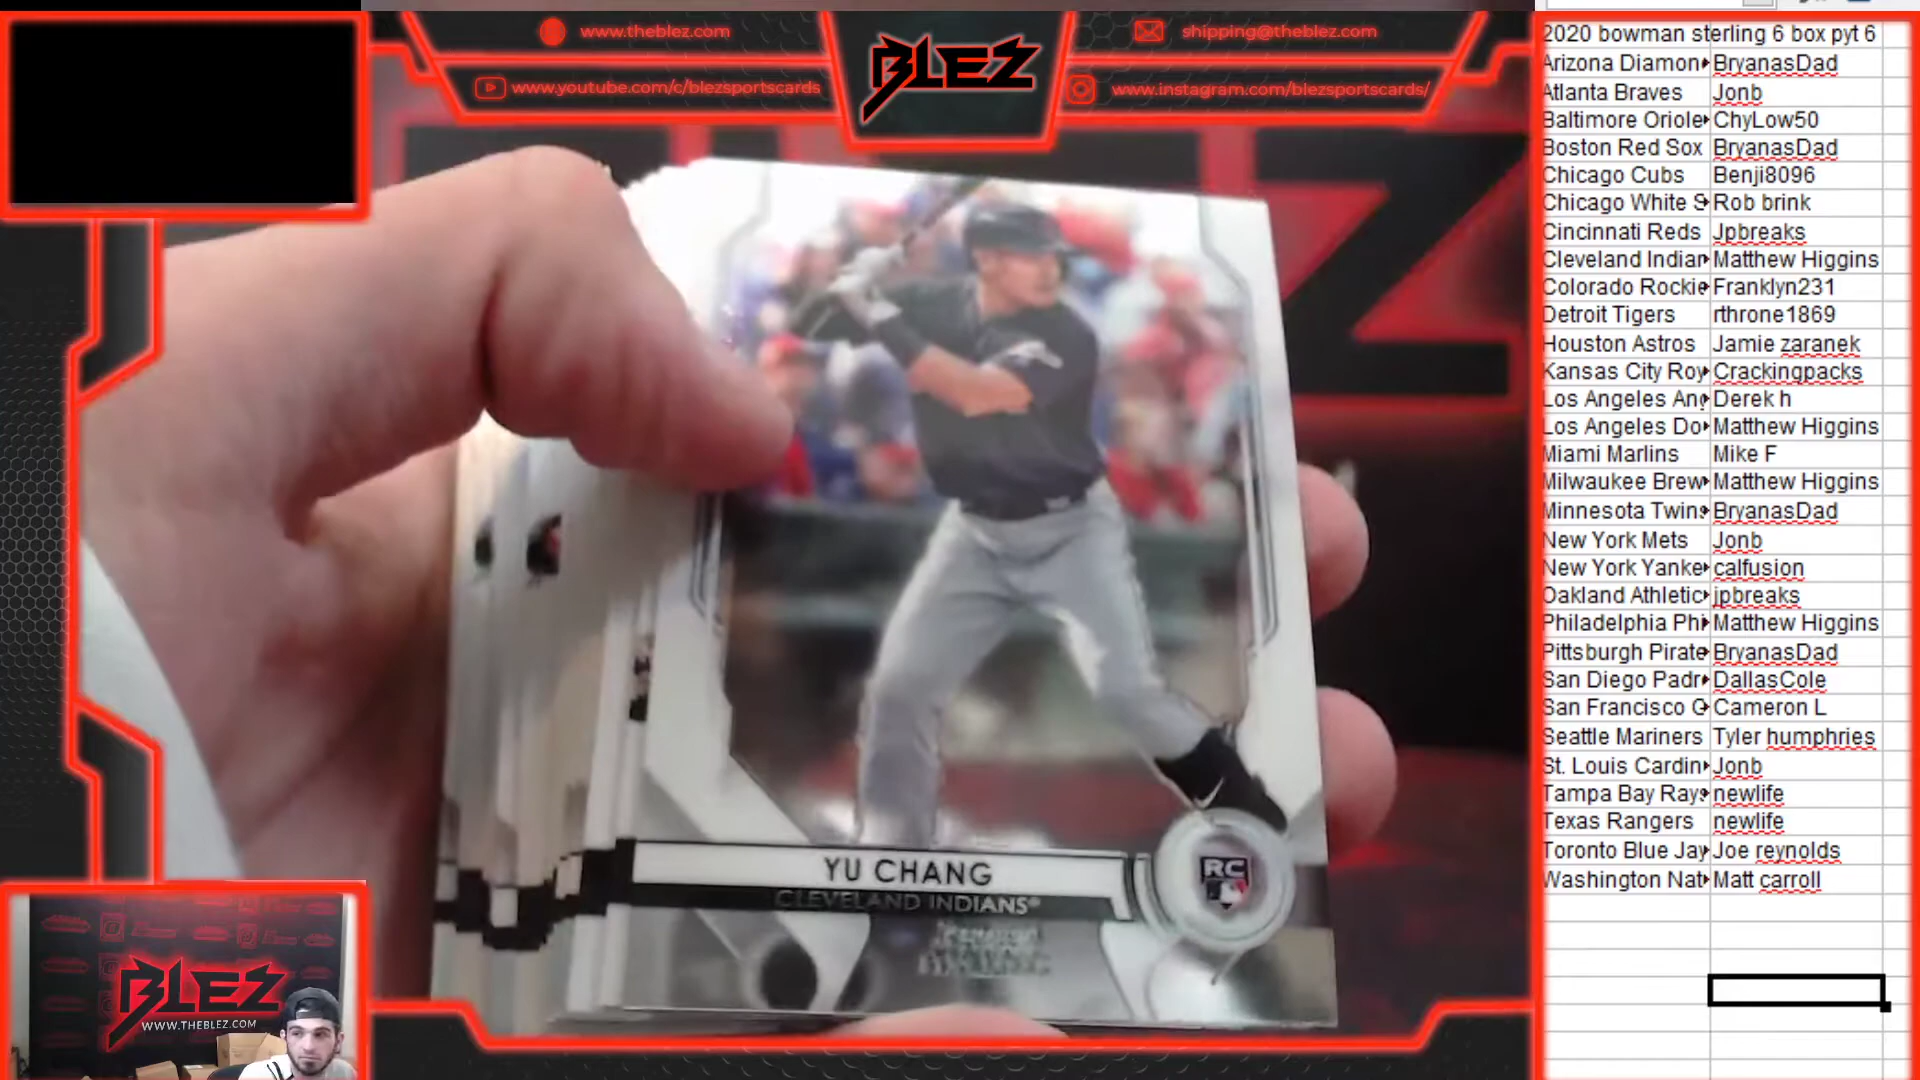 www.theblez.com
www.youtube.com/c/blezsportscards
BLEZ
shipping@theblez.com
www.instagram.com/blezsportscards/
YU CHANG
CLEVELAND INDIANS®
RC
BLEZ
WWW.THEBLEZ.COM
2020 bowman sterling 6 box pyt 6
Arizona Diamon BryanasDad
Atlanta Braves Jonb
Baltimore Oriole ChyLow50
Boston Red Sox BryanasDad
Chicago Cubs Benji8096
Chicago White S Rob brink
Cincinnati Reds Jpbreaks
Cleveland Indian Matthew Higgins
Colorado Rockie Franklyn231
Detroit Tigers rthrone1869
Houston Astros Jamie zaranek
Kansas City Roy Crackingpacks
Los Angeles Ang Derek h
Los Angeles Do Matthew Higgins
Miami Marlins Mike F
Milwaukee Brew Matthew Higgins
Minnesota Twins BryanasDad
New York Mets Jonb
New York Yanke calfusion
Oakland Athletic jpbreaks
Philadelphia Phi Matthew Higgins
Pittsburgh Pirate BryanasDad
San Diego Padr DallasCole
San Francisco G Cameron L
Seattle Mariners Tyler humphries
St. Louis Cardin Jonb
Tampa Bay Rays newlife
Texas Rangers newlife
Toronto Blue Jay Joe reynolds
Washington Nat Matt carroll